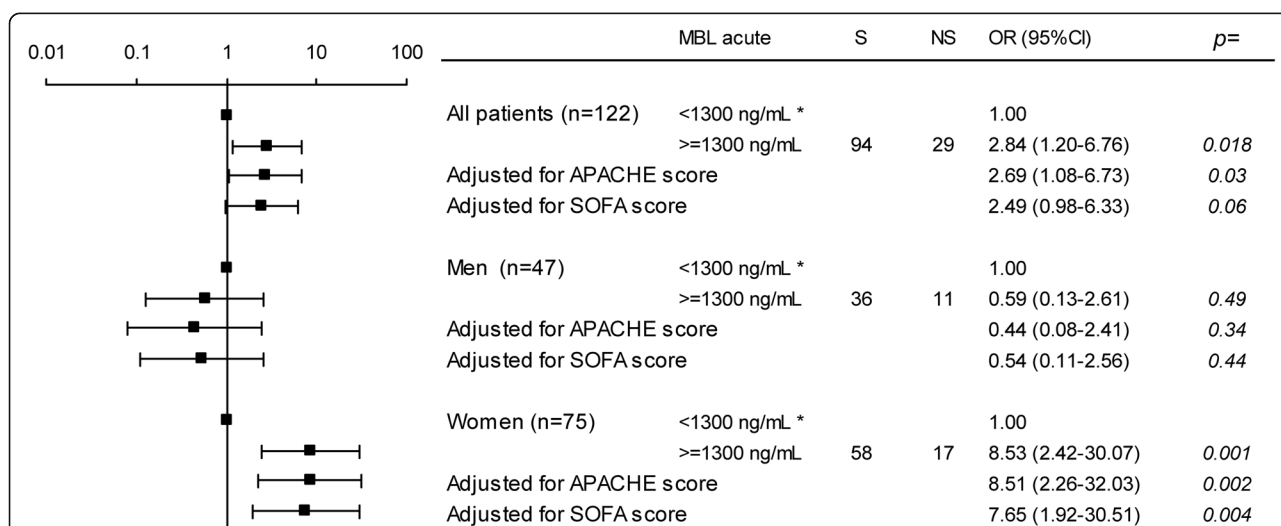 MBL acute S NS OR (95%CI) p=
0.01 0.1 1 10 100
All patients (n=122) <1300 ng/mL * 1.00
>=1300 ng/mL 94 29 2.84 (1.20-6.76) 0.018
Adjusted for APACHE score 2.69 (1.08-6.73) 0.03
Adjusted for SOFA score 2.49 (0.98-6.33) 0.06
Men (n=47) <1300 ng/mL * 1.00
>=1300 ng/mL 36 11 0.59 (0.13-2.61) 0.49
Adjusted for APACHE score 0.44 (0.08-2.41) 0.34
Adjusted for SOFA score 0.54 (0.11-2.56) 0.44
Women (n=75) <1300 ng/mL * 1.00
>=1300 ng/mL 58 17 8.53 (2.42-30.07) 0.001
Adjusted for APACHE score 8.51 (2.26-32.03) 0.002
Adjusted for SOFA score 7.65 (1.92-30.51) 0.004